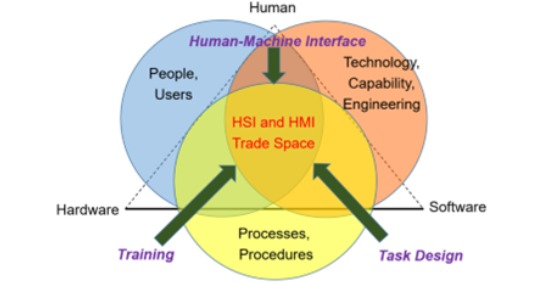 Human
Human-Machine Interface
People,
Users
Technology,
Capability,
Engineering
HSI and HMI
Trade Space
Hardware
Software
Processes,
Procedures
Training
Task Design